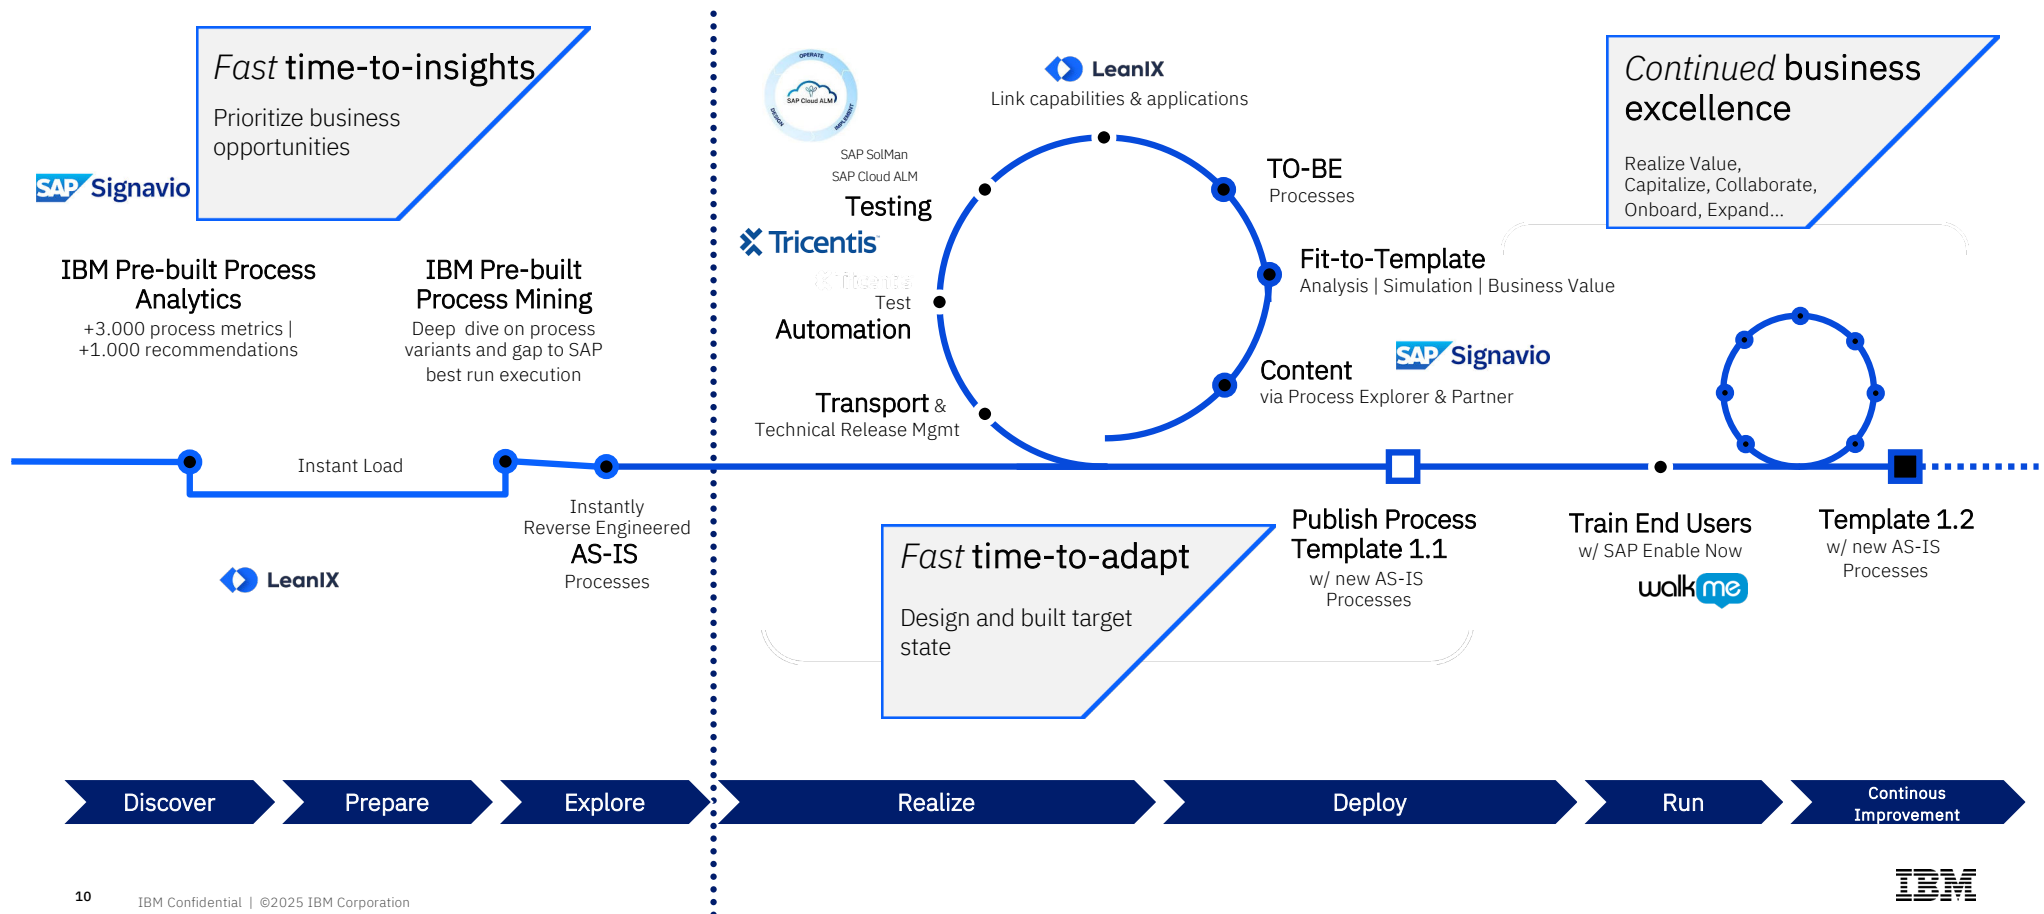 Fast time-to-insights
Prioritize business
opportunities
SAP Signavio
IBM Pre-built Process
Analytics
+3.000 process metrics |
+1.000 recommendations
IBM Pre-built
Process Mining
Deep dive on process
variants and gap to SAP
best run execution
Instant Load
LeanIX
Instantly
Reverse Engineered
AS-IS
Processes
OPERATE
SAP Cloud ALM
DESIGN
IMPLEMENT
LeanIX
Link capabilities & applications
SAP SolMan
SAP Cloud ALM
Testing
Tricentis
Test
Automation
Transport &
Technical Release Mgmt
TO-BE
Processes
Fit-to-Template
Analysis | Simulation | Business Value
Content
via Process Explorer & Partner
SAP Signavio
Fast time-to-adapt
Design and built target
state
Publish Process
Template 1.1
w/ new AS-IS
Processes
Continued business
excellence
Realize Value,
Capitalize, Collaborate,
Onboard, Expand...
Train End Users
w/ SAP Enable Now
walkme
Template 1.2
w/ new AS-IS
Processes
Discover
Prepare
Explore
Realize
Deploy
Run
Continous
Improvement
10
IBM Confidential | ©2025 IBM Corporation
IBM